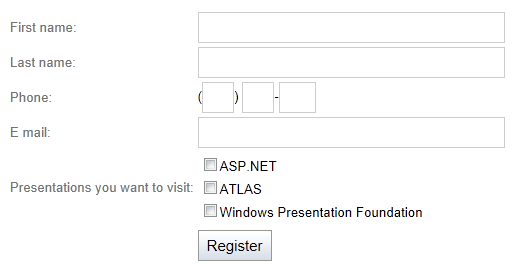 First name:
Last name:
Phone: ( ) -
E mail:
ASP.NET
Presentations you want to visit: ATLAS
Windows Presentation Foundation
Register